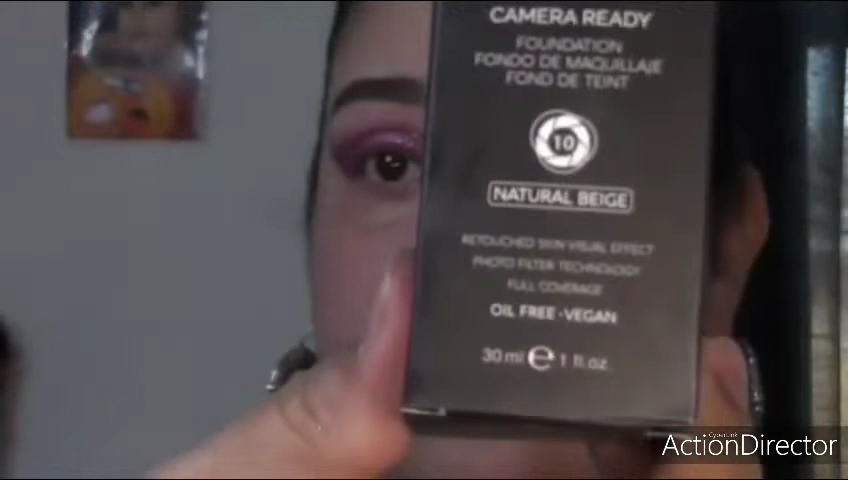 CAMERA READY
FOUNDATION
FONDO DE MAQUILLAJE
FOND DE TEINT
10
NATURAL BEIGE
RETOUCHED SKIN VISUAL EFFECT
PHOTO FILTER TECHNOLOGY
FULL COVERAGE
OIL FREE · VEGAN
30 ml e 1 fl. oz.
CyberLink
ActionDirector